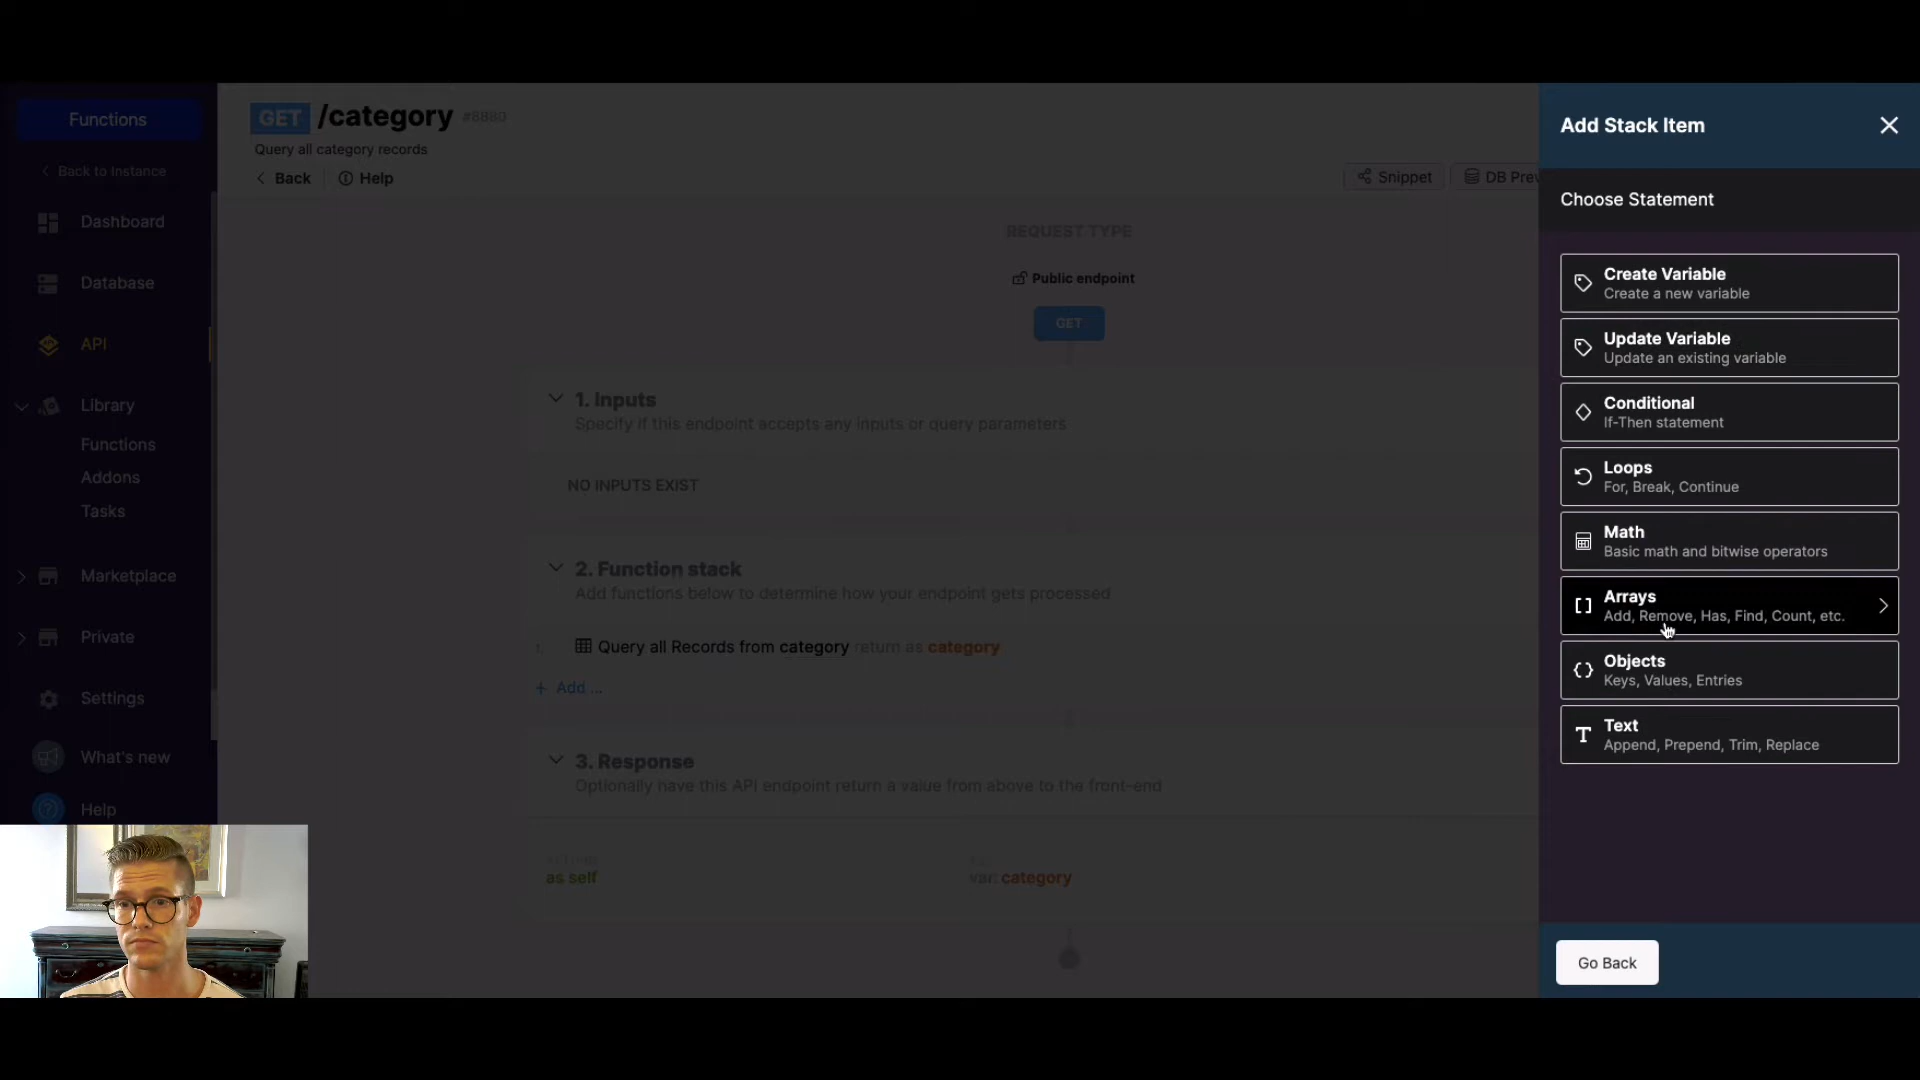 Functions
Back to Instance
Dashboard
Database
API
Library
Functions
Addons
Tasks
Marketplace
Private
Settings
What's new
Help
GET /category #8880
Query all category records
Back
Help
Snippet
DB Prev
REQUEST TYPE
Public endpoint
GET
1. Inputs
Specify if this endpoint accepts any inputs or query parameters
NO INPUTS EXIST
2. Function stack
Add functions below to determine how your endpoint gets processed
1. Query all Records from category return as category
+ Add ...
3. Response
Optionally have this API endpoint return a value from above to the front-end
as self
var: category
Add Stack Item
Choose Statement
Create Variable
Create a new variable
Update Variable
Update an existing variable
Conditional
If-Then statement
Loops
For, Break, Continue
Math
Basic math and bitwise operators
Arrays
Add, Remove, Has, Find, Count, etc.
Objects
Keys, Values, Entries
Text
Append, Prepend, Trim, Replace
Go Back